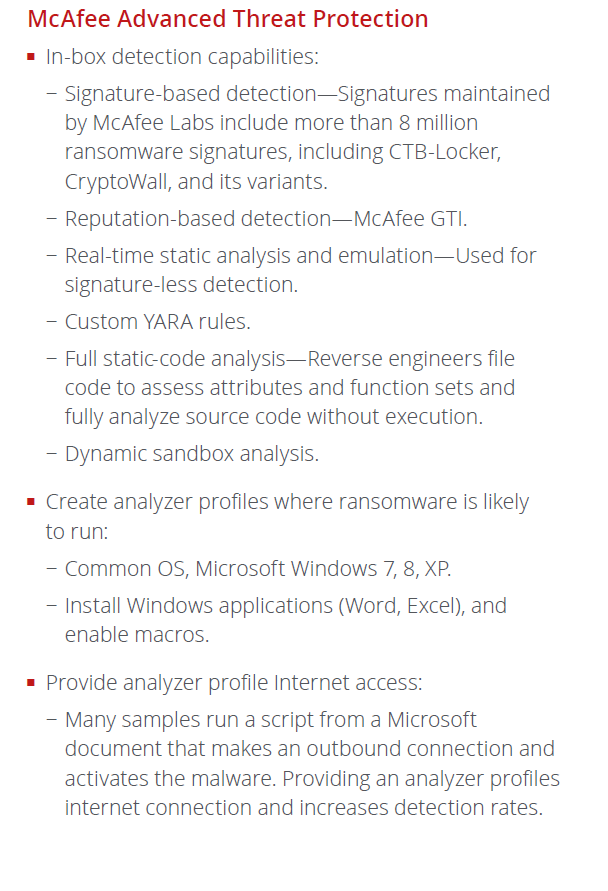 McAfee Advanced Threat Protection
▪ In-box detection capabilities:
– Signature-based detection—Signatures maintained
by McAfee Labs include more than 8 million
ransomware signatures, including CTB-Locker,
CryptoWall, and its variants.
– Reputation-based detection—McAfee GTI.
– Real-time static analysis and emulation—Used for
signature-less detection.
– Custom YARA rules.
– Full static-code analysis—Reverse engineers file
code to assess attributes and function sets and
fully analyze source code without execution.
– Dynamic sandbox analysis.
▪ Create analyzer profiles where ransomware is likely
to run:
– Common OS, Microsoft Windows 7, 8, XP.
– Install Windows applications (Word, Excel), and
enable macros.
▪ Provide analyzer profile Internet access:
– Many samples run a script from a Microsoft
document that makes an outbound connection and
activates the malware. Providing an analyzer profiles
internet connection and increases detection rates.